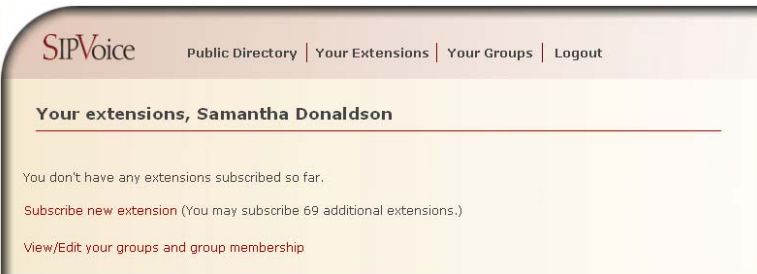 SIPVoice
Public Directory | Your Extensions | Your Groups | Logout
Your extensions, Samantha Donaldson
You don't have any extensions subscribed so far.
Subscribe new extension (You may subscribe 69 additional extensions.)
View/Edit your groups and group membership